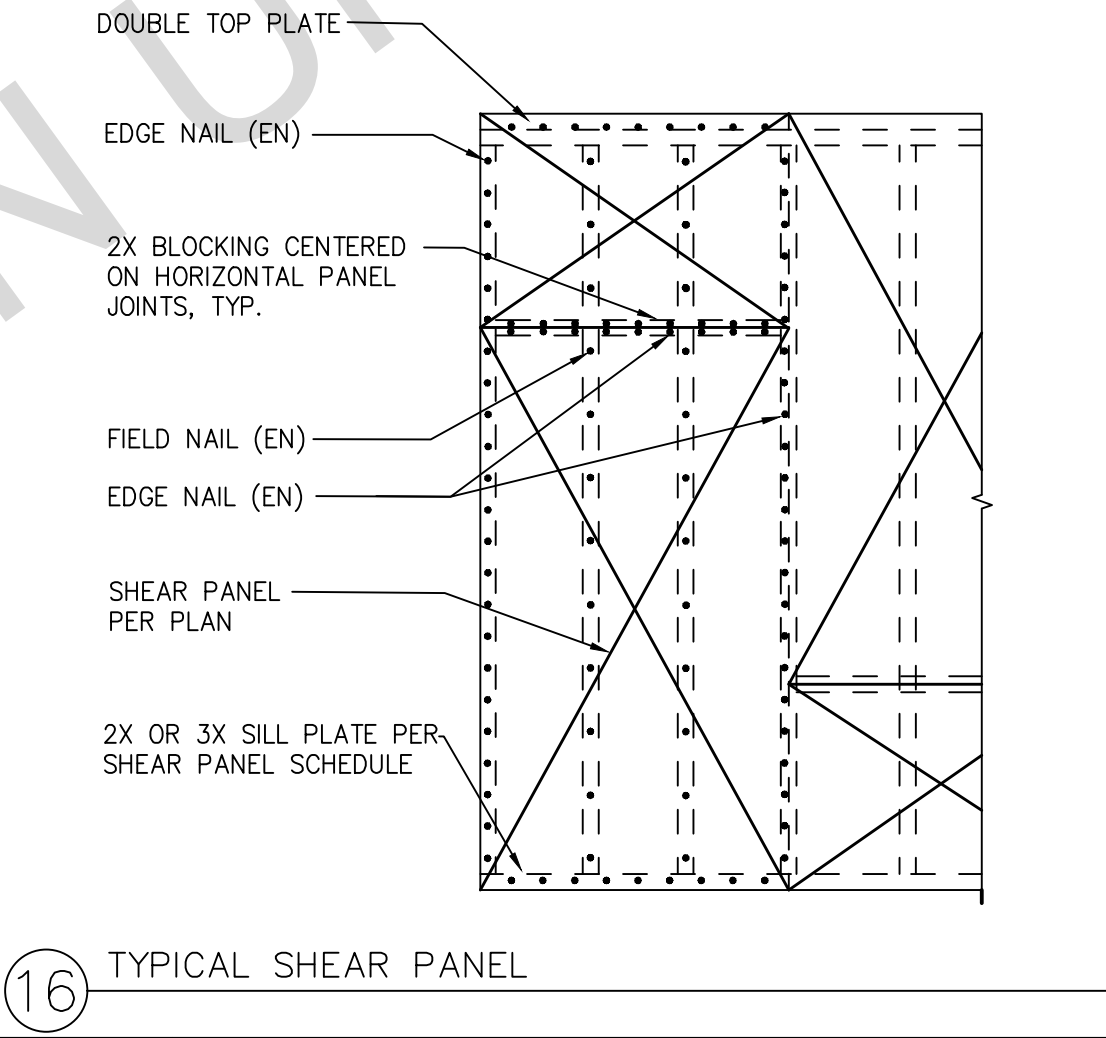 DOUBLE TOP PLATE
EDGE NAIL (EN)
2X BLOCKING CENTERED
ON HORIZONTAL PANEL
JOINTS, TYP.
FIELD NAIL (EN)
EDGE NAIL (EN)
SHEAR PANEL
PER PLAN
2X OR 3X SILL PLATE PER
SHEAR PANEL SCHEDULE
16 TYPICAL SHEAR PANEL